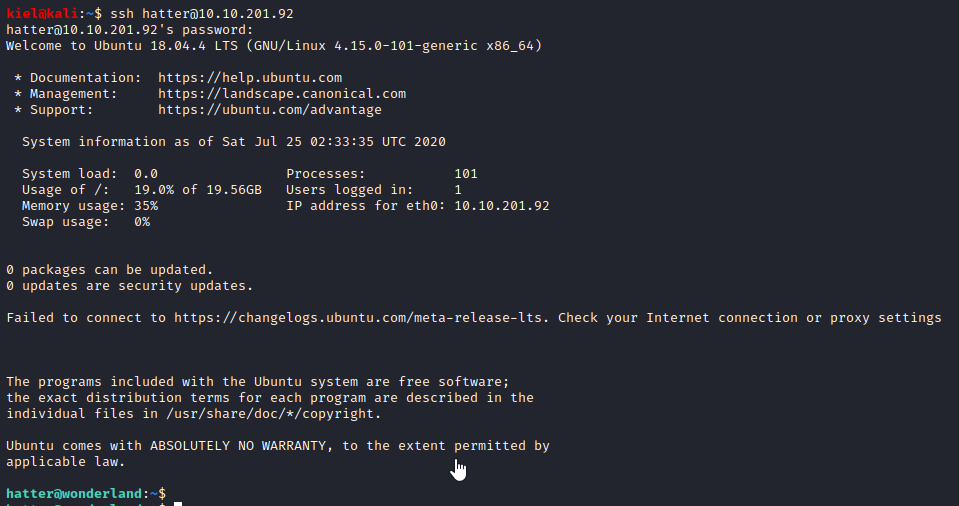 kiel@kali:~$ ssh hatter@10.10.201.92
hatter@10.10.201.92's password:
Welcome to Ubuntu 18.04.4 LTS (GNU/Linux 4.15.0-101-generic x86_64)
* Documentation:  https://help.ubuntu.com
* Management:     https://landscape.canonical.com
* Support:        https://ubuntu.com/advantage
System information as of Sat Jul 25 02:33:35 UTC 2020
System load:  0.0                Processes:           101
Usage of /:   19.0% of 19.56GB   Users logged in:     1
Memory usage: 35%                IP address for eth0: 10.10.201.92
Swap usage:   0%
0 packages can be updated.
0 updates are security updates.
Failed to connect to https://changelogs.ubuntu.com/meta-release-lts. Check your Internet connection or proxy settings
The programs included with the Ubuntu system are free software;
the exact distribution terms for each program are described in the
individual files in /usr/share/doc/*/copyright.
Ubuntu comes with ABSOLUTELY NO WARRANTY, to the extent permitted by
applicable law.
hatter@wonderland:~$